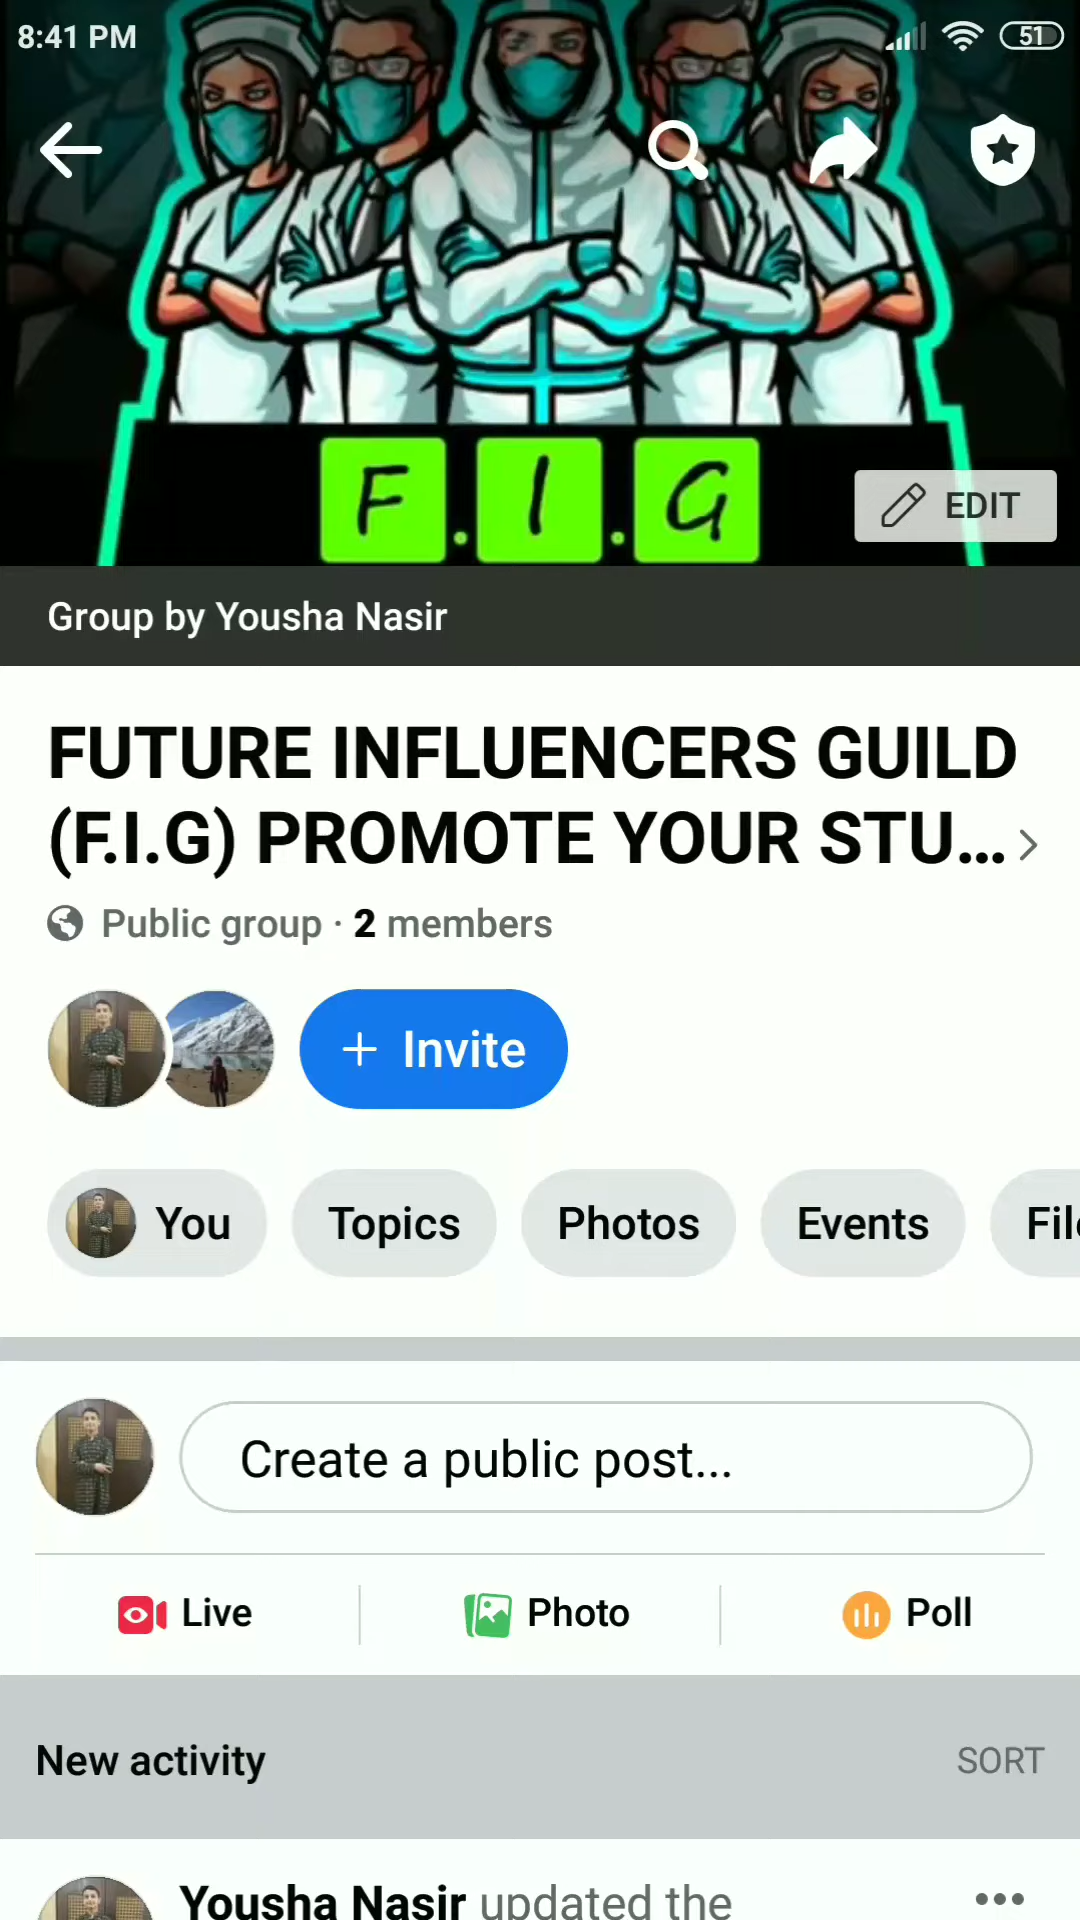 8:41 PM
51
F.I.G
EDIT
Group by Yousha Nasir
FUTURE INFLUENCERS GUILD
(F.I.G) PROMOTE YOUR STU...
Public group · 2 members
+ Invite
You
Topics
Photos
Events
Create a public post...
Live
Photo
Poll
New activity
SORT
Yousha Nasir updated the